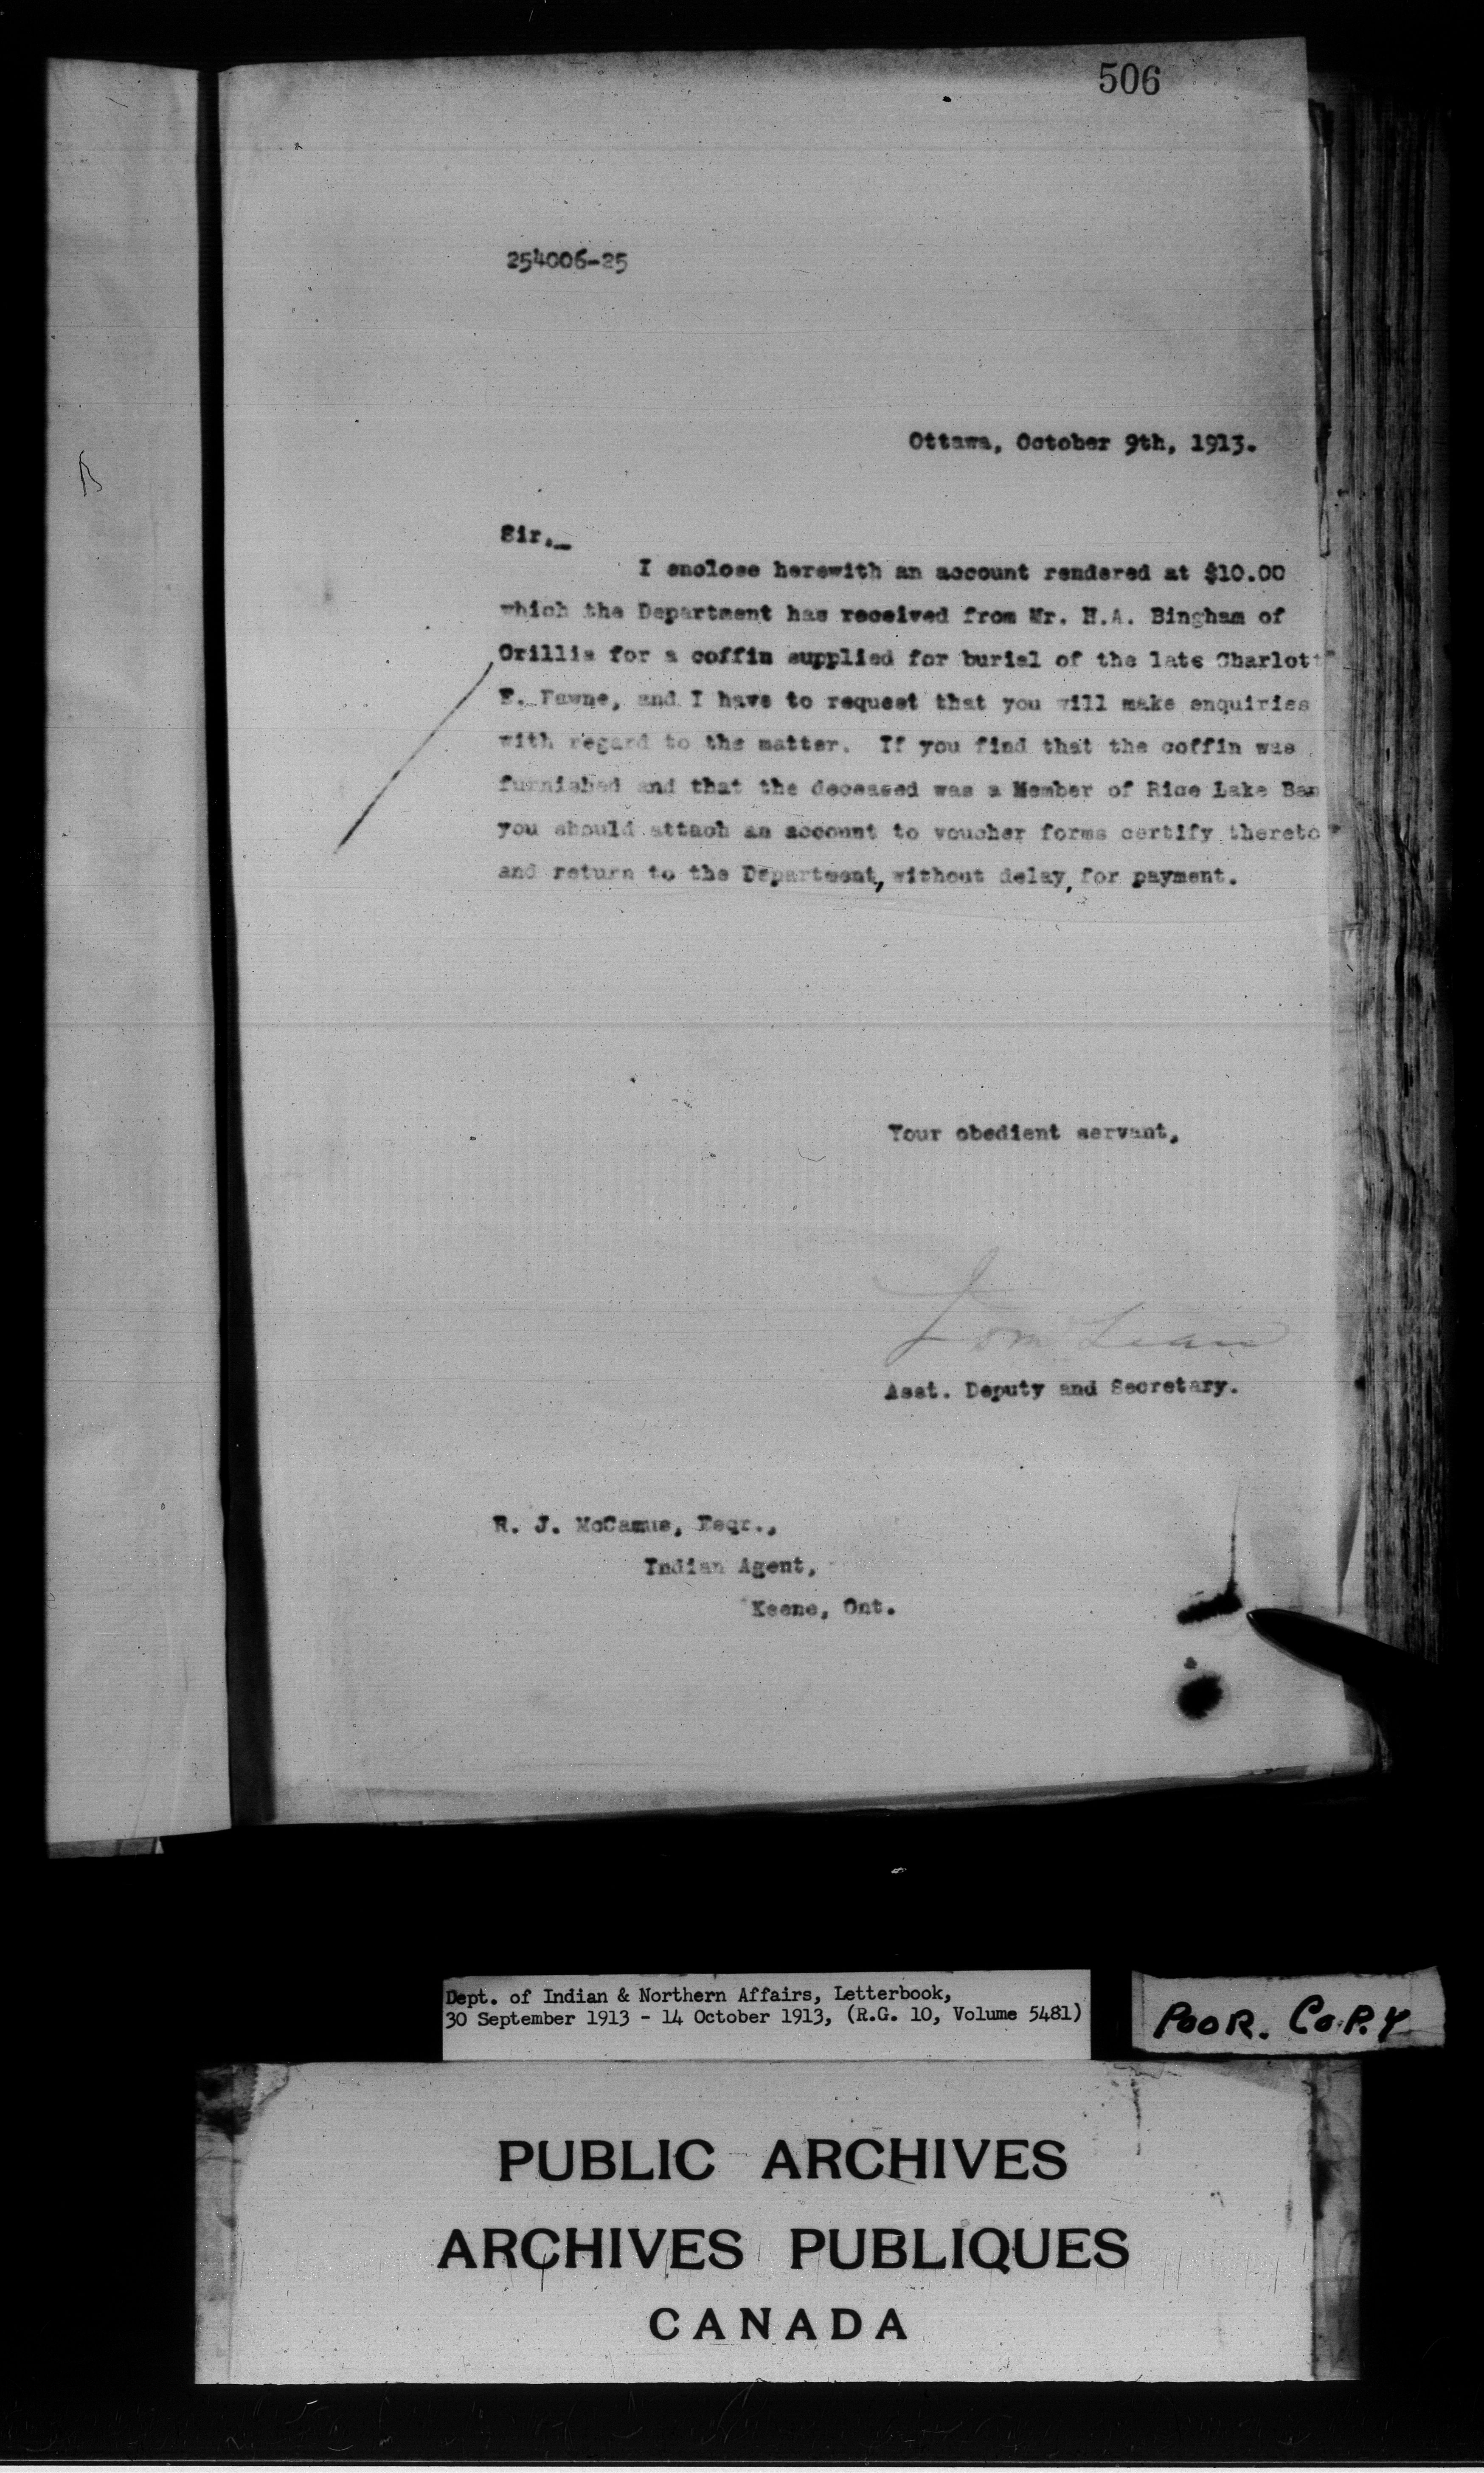 506
254006-25
Ottawa, October 9th, 1913.
Sir,_
I enclose herewith an account rendered at $10.00
which the Department has received from Mr. H.A. Bingham of
Orillia for a coffin supplied for burial of the late Charlott
E. Fawne, and I have to request that you will make enquiries
with regard to the matter. If you find that the coffin was
furnished and that the deceased was a Member of Rice Lake Ban
you should attach an account to voucher forms certify thereto
and return to the Department, without delay, for payment.
Your obedient servant,
Asst. Deputy and Secretary.
R. J. McCamus, Esqr.,
Indian Agent,
Keene, Ont.
Dept. of Indian & Northern Affairs, Letterbook,
30 September 1913 - 14 October 1913, (R.G. 10, Volume 5481)
POOR. COPY
PUBLIC ARCHIVES
ARCHIVES PUBLIQUES
CANADA